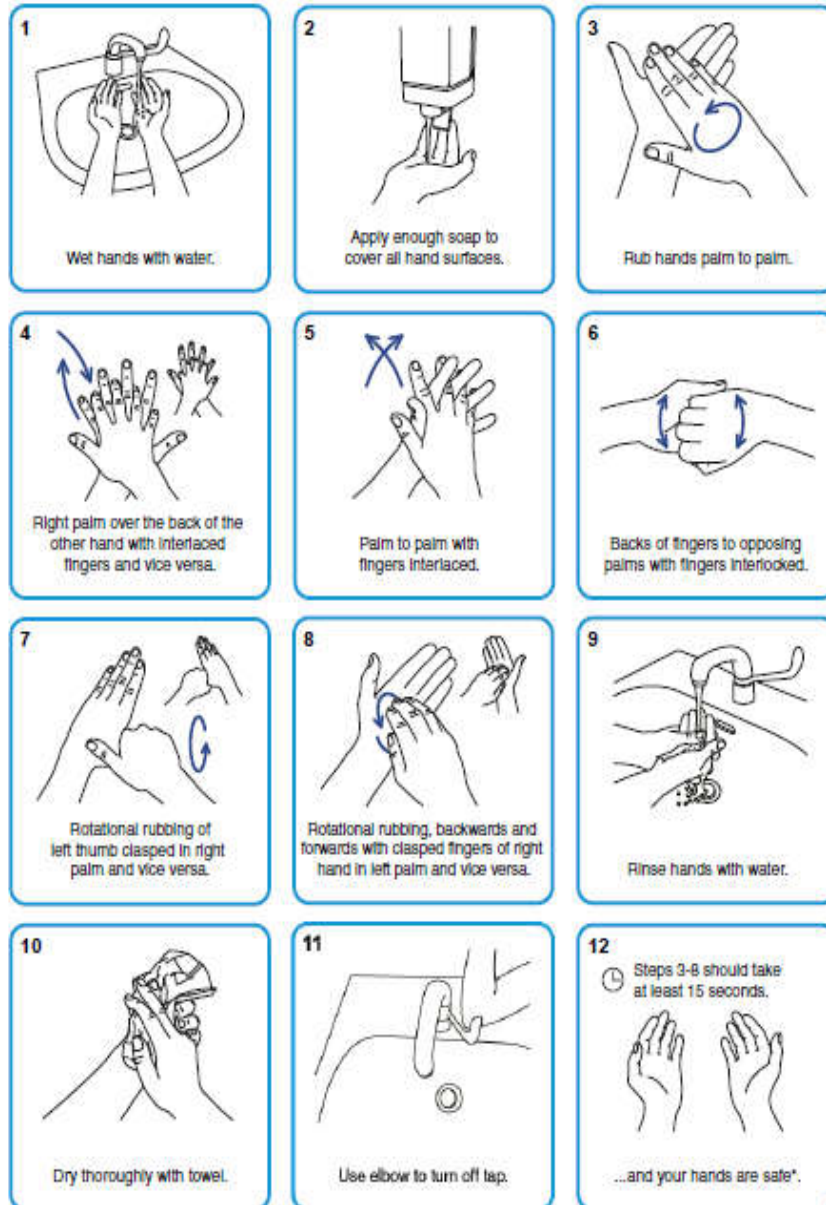 1
Wet hands with water.
2
Apply enough soap to
cover all hand surfaces.
3
Rub hands palm to palm.
4
Right palm over the back of the
other hand with interlaced
fingers and vice versa.
5
Palm to palm with
fingers interlaced.
6
Backs of fingers to opposing
palms with fingers interlocked.
7
Rotational rubbing of
left thumb clasped in right
palm and vice versa.
8
Rotational rubbing, backwards and
forwards with clasped fingers of right
hand in left palm and vice versa.
9
Rinse hands with water.
10
Dry thoroughly with towel.
11
Use elbow to turn off tap.
12
Steps 3-8 should take
at least 15 seconds.
...and your hands are safe*.